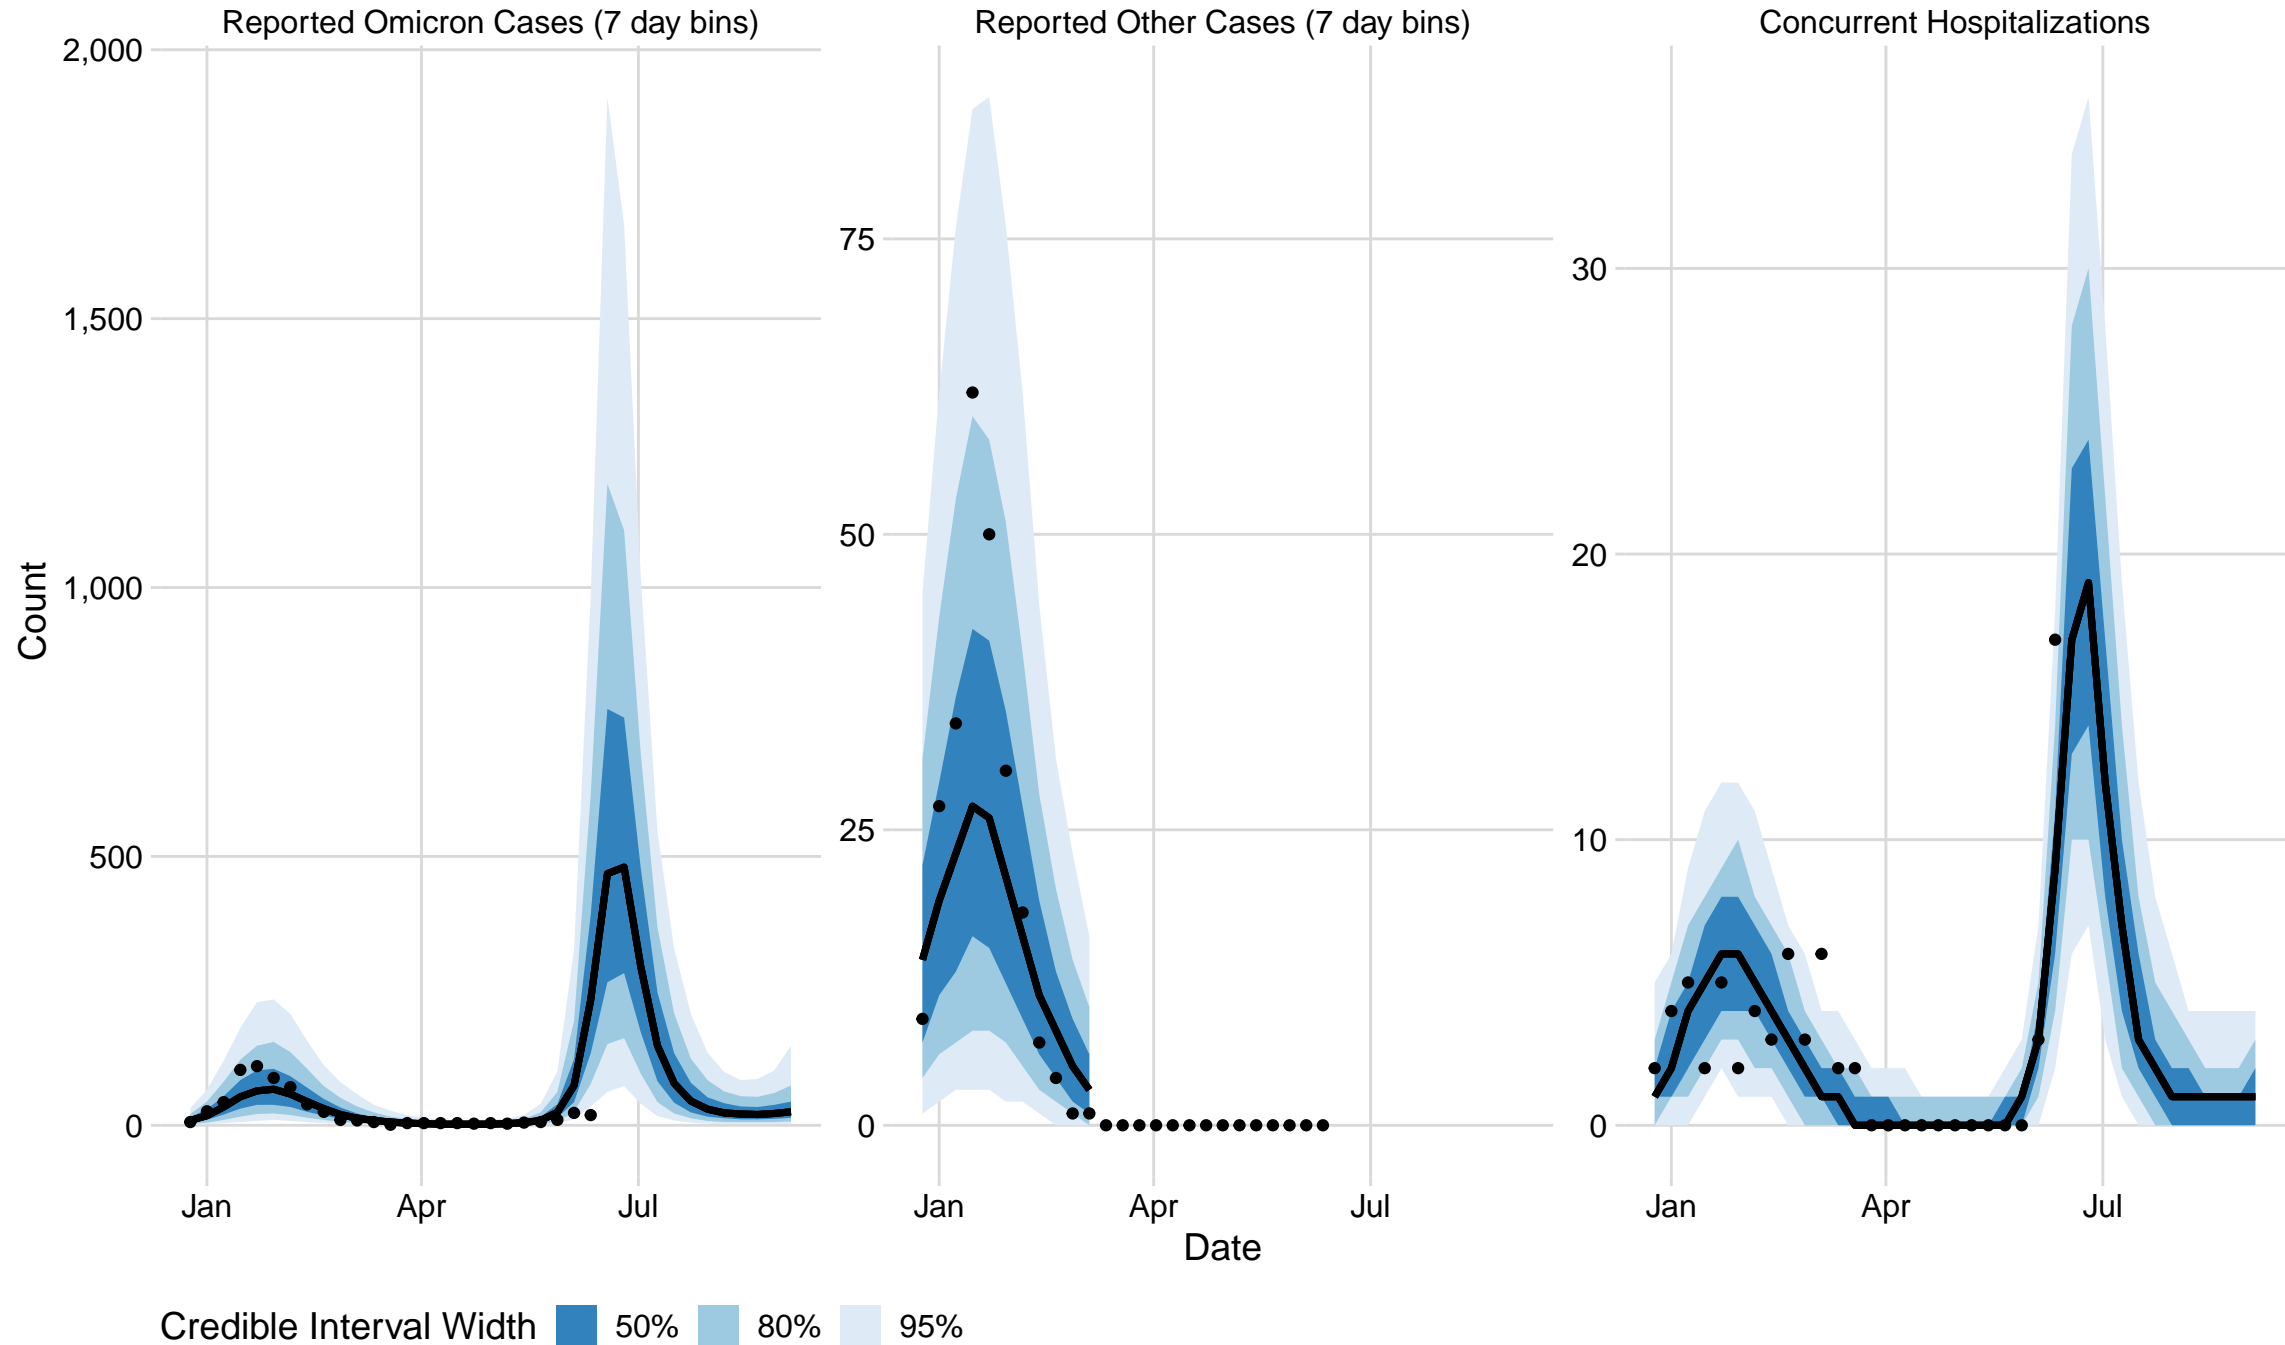 Reported Omicron Cases (7 day bins)
Reported Other Cases (7 day bins)
Concurrent Hospitalizations
Count
2,000
1,500
1,000
500
0
75
50
25
0
30
20
10
0
Jan
Apr
Jul
Jan
Apr
Jul
Jan
Apr
Jul
Date
Credible Interval Width
50%
80%
95%